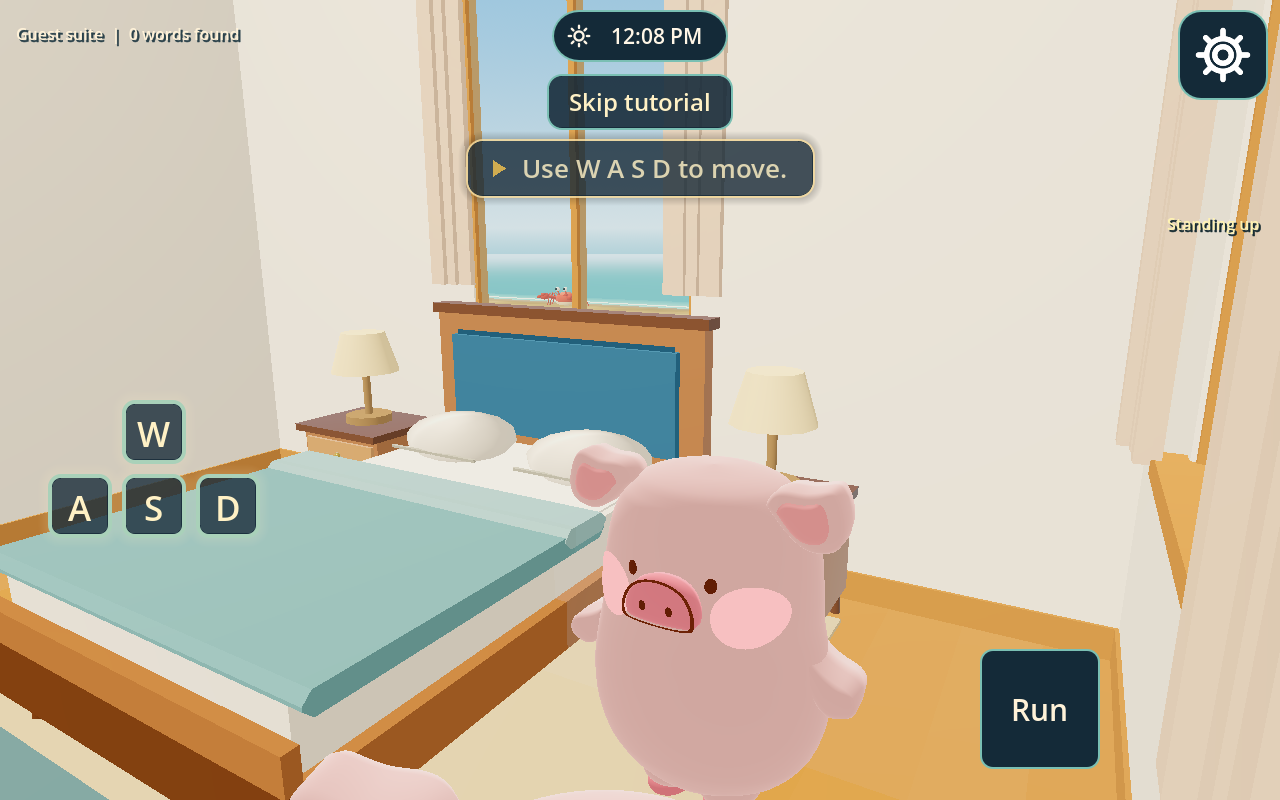 Guest suite | 0 words found
12:08 PM
Skip tutorial
Use W A S D to move.
Standing up
W
A S D
Run